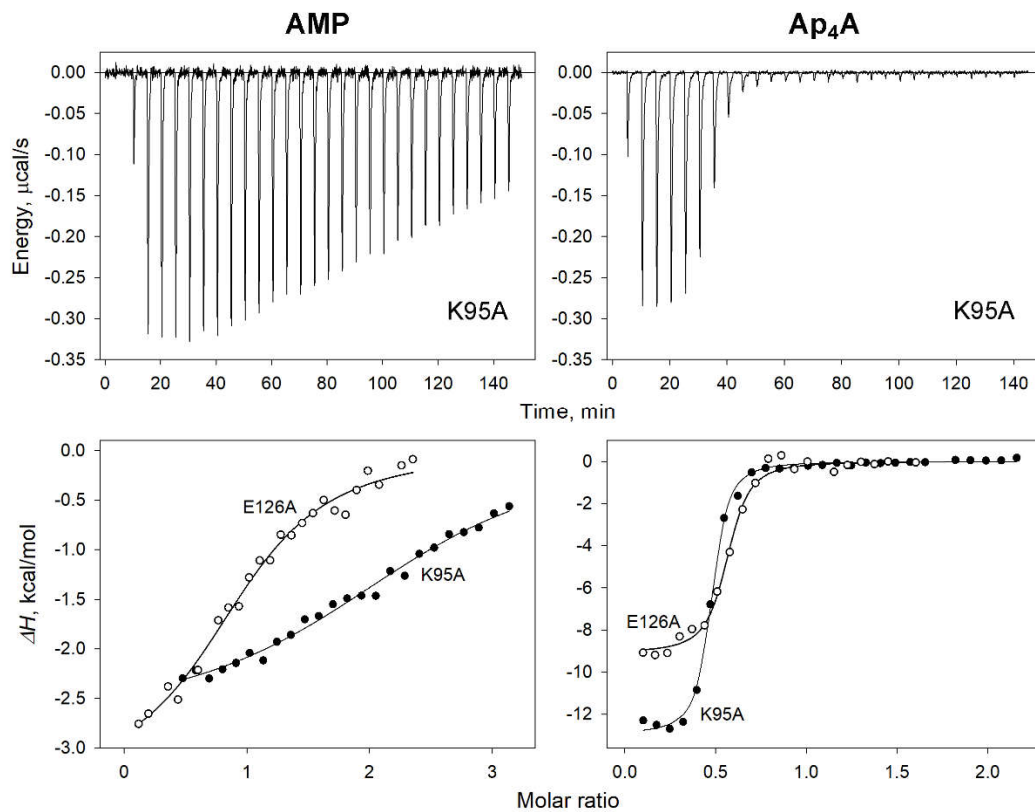 AMP
Ap₄A
Energy, μcal/s
0.00
-0.05
-0.10
-0.15
-0.20
-0.25
-0.30
-0.35
K95A
0 20 40 60 80 100 120 140
0.00
-0.05
-0.10
-0.15
-0.20
-0.25
-0.30
-0.35
K95A
0 20 40 60 80 100 120 140
Time, min
ΔH, kcal/mol
0.0
-0.5
-1.0
-1.5
-2.0
-2.5
-3.0
E126A
K95A
0 1 2 3
0
-2
-4
-6
-8
-10
-12
E126A
K95A
0.0 0.5 1.0 1.5 2.0
Molar ratio